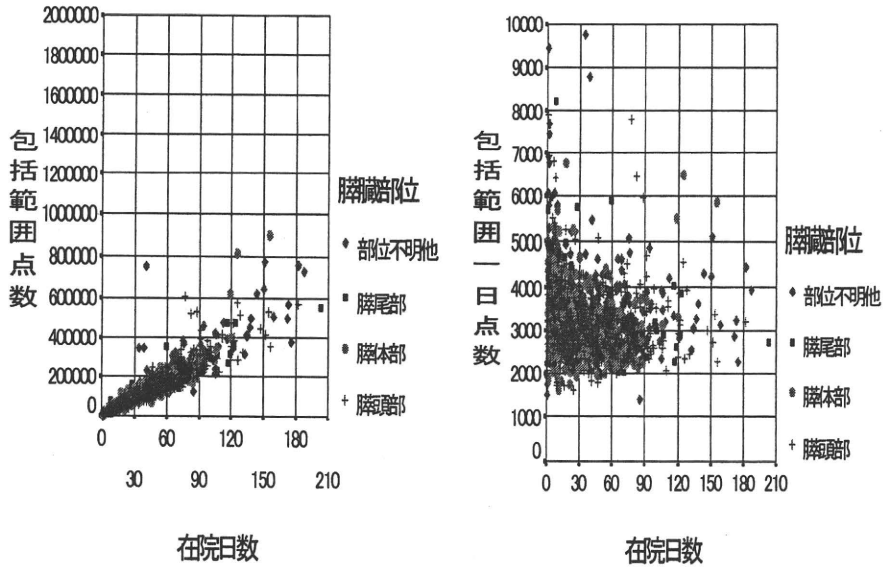 包括範囲点数
2000000
1800000
1600000
1400000
1200000
1000000
800000
600000
400000
200000
0
0 60 120 180
30 90 150 210
在院日数
膵臓部位
部位不明他
膵尾部
膵体部
膵頭部
包括範囲一日点数
10000
9000
8000
7000
6000
5000
4000
3000
2000
1000
0
0 30 60 90 120 150 180 210
在院日数
膵臓部位
部位不明他
膵尾部
膵体部
膵頭部